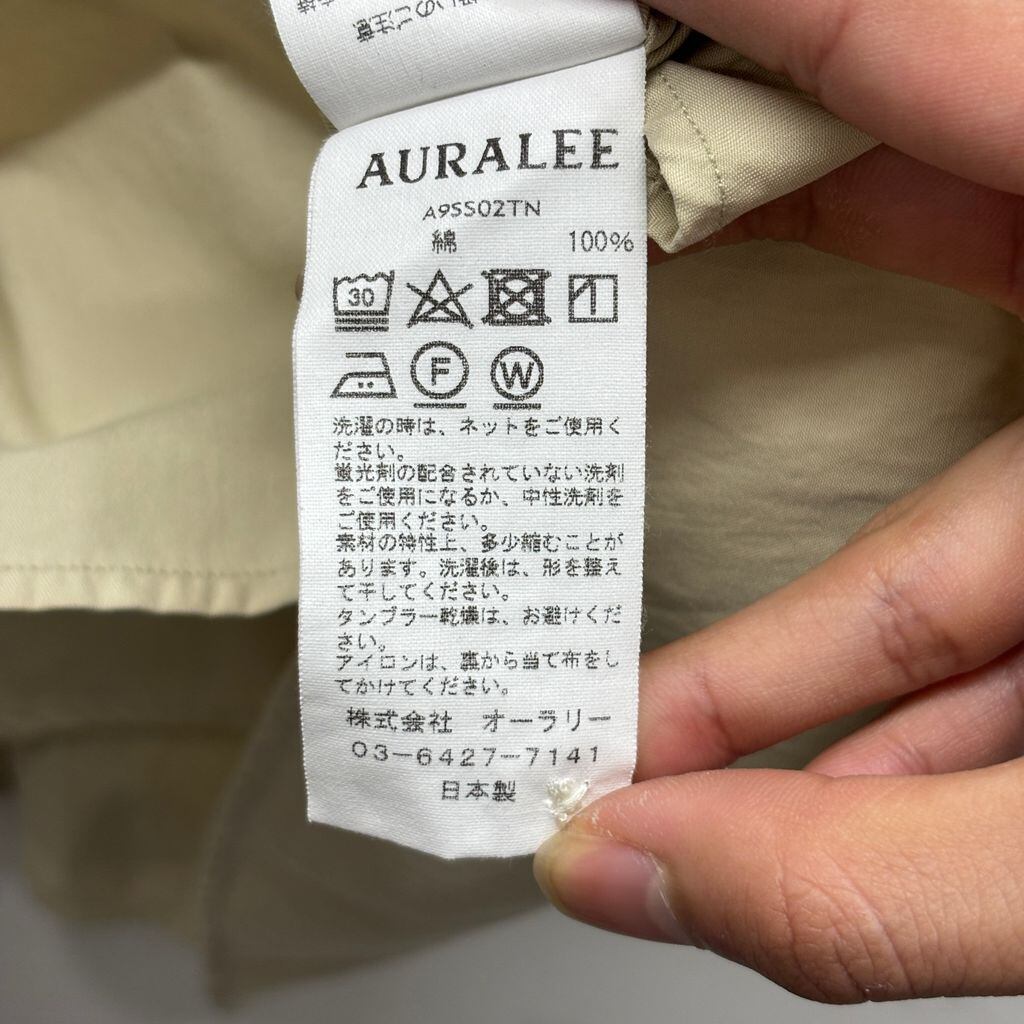 のご注意
AURALEE
A9SS02TN
綿 100%
30
1
F W
洗濯の時は、ネットをご使用く
ださい。
蛍光剤の配合されていない洗剤
をご使用になるか、中性洗剤を
ご使用ください。
素材の特性上、多少縮むことが
あります。洗濯後は、形を整え
て干してください。
タンブラー乾燥は、お避けくだ
さい。
アイロンは、裏から当て布をし
てかけてください。
株式会社 オーラリー
03-6427-7141
日本製